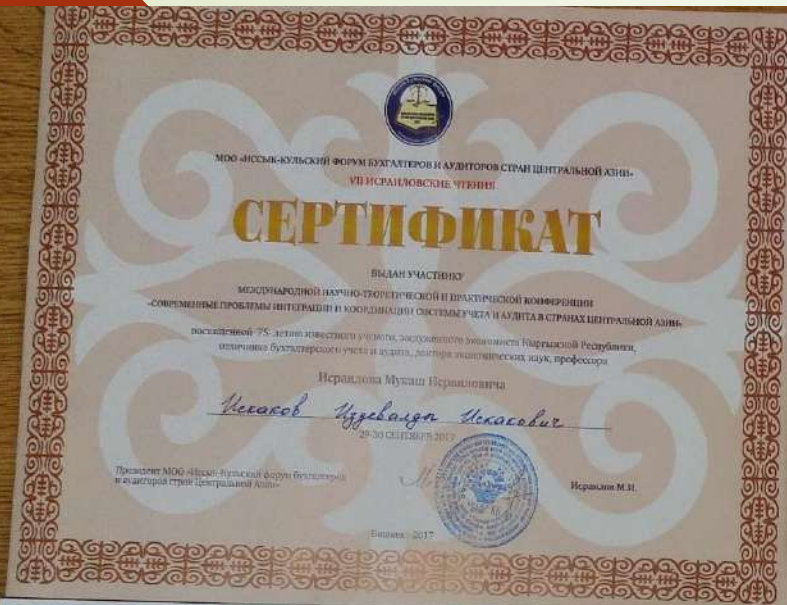 МОО «ИССЫК-КУЛЬСКИЙ ФОРУМ БУХГАЛТЕРОВ И АУДИТОРОВ СТРАН ЦЕНТРАЛЬНОЙ АЗИИ»
VII ИСРАИЛОВСКИЕ ЧТЕНИЯ
СЕРТИФИКАТ
ВЫДАН УЧАСТНИКУ
МЕЖДУНАРОДНОЙ НАУЧНО-ТЕОРЕТИЧЕСКОЙ И ПРАКТИЧЕСКОЙ КОНФЕРЕНЦИИ
«СОВРЕМЕННЫЕ ПРОБЛЕМЫ ИНТЕГРАЦИИ И КООРДИНАЦИИ СИСТЕМЫ УЧЕТА И АУДИТА В СТРАНАХ ЦЕНТРАЛЬНОЙ АЗИИ»
посвященной 75-летию известного ученого, заслуженного экономиста Кыргызской Республики,
отличника бухгалтерского учета и аудита, доктора экономических наук, профессора
Исраилова Мукаш Исраиловича
Искаков Исакович
29-30 СЕНТЯБРЯ 2017
Президент МОО «Иссык-Кульский форум бухгалтеров
и аудиторов стран Центральной Азии»
Исраилов М.И.
Бишкек - 2017